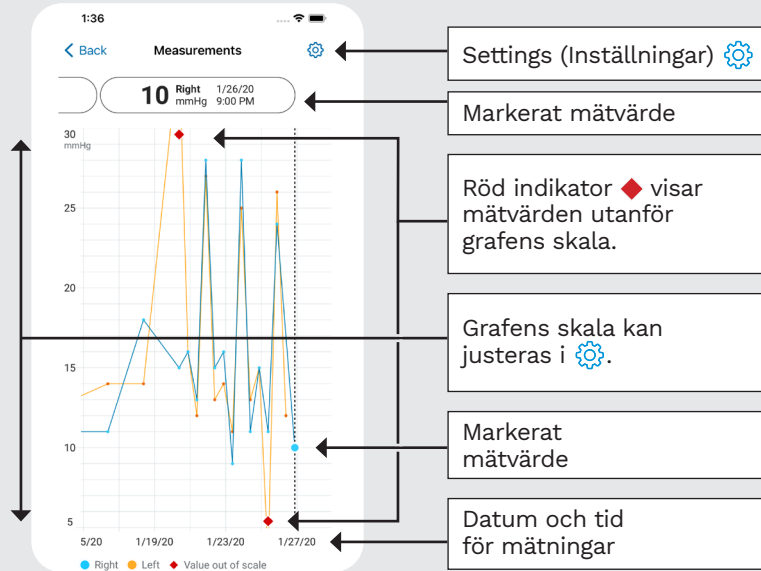 1:36
Back
Measurements
10 Right 1/26/20
mmHg 9:00 PM
30
mmHg
25
20
15
10
5
5/20 1/19/20 1/23/20 1/27/20
Right Left Value out of scale
Settings (Inställningar)
Markerat mätvärde
Röd indikator visar
mätvärden utanför
grafens skala.
Grafens skala kan
justeras i .
Markerat
mätvärde
Datum och tid
för mätningar